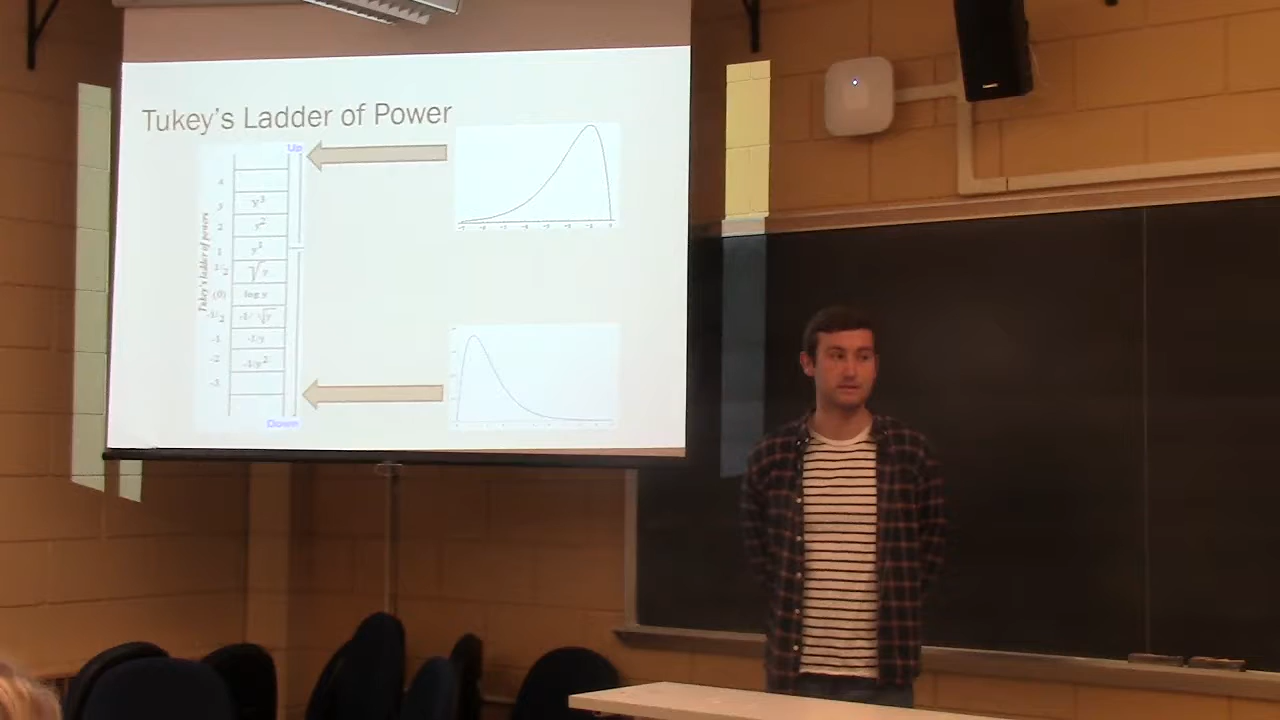 Tukey's Ladder of Power
Up
Tukey's ladder of powers
3 y³
2 y²
1 y¹
1/2 √y
(0) log y
-1/2 -1/√y
-1 -1/y
-2 -1/y²
-3
Down